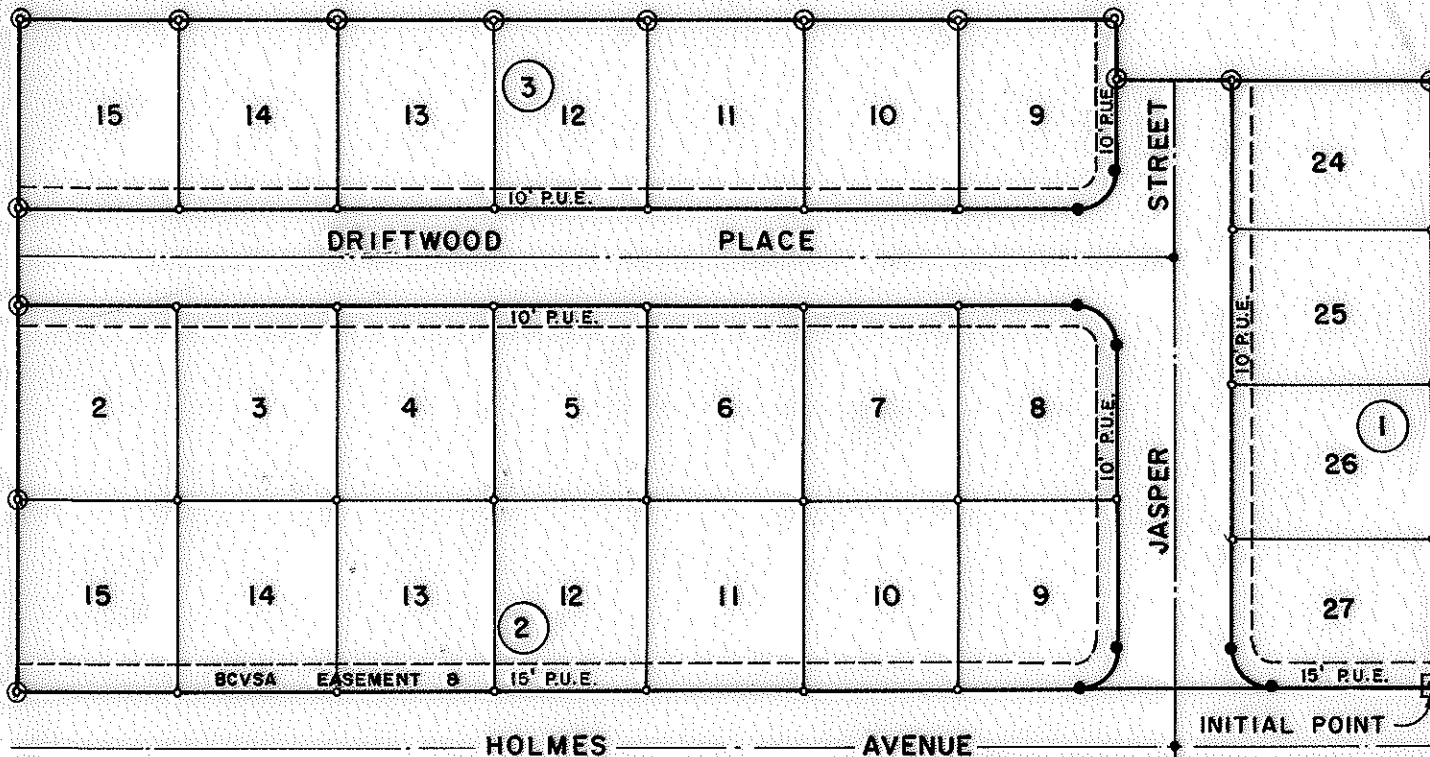 15 14 13 12 11 10 9
3
10' P.U.E.
10' P.U.E.
DRIFTWOOD PLACE
STREET
24
25
10' P.U.E.
10' P.U.E.
2 3 4 5 6 7 8
10' P.U.E.
1
26
JASPER
15 14 13 12 11 10 9
2
27
BCVSA EASEMENT & 15' P.U.E.
15' P.U.E.
INITIAL POINT
HOLMES AVENUE